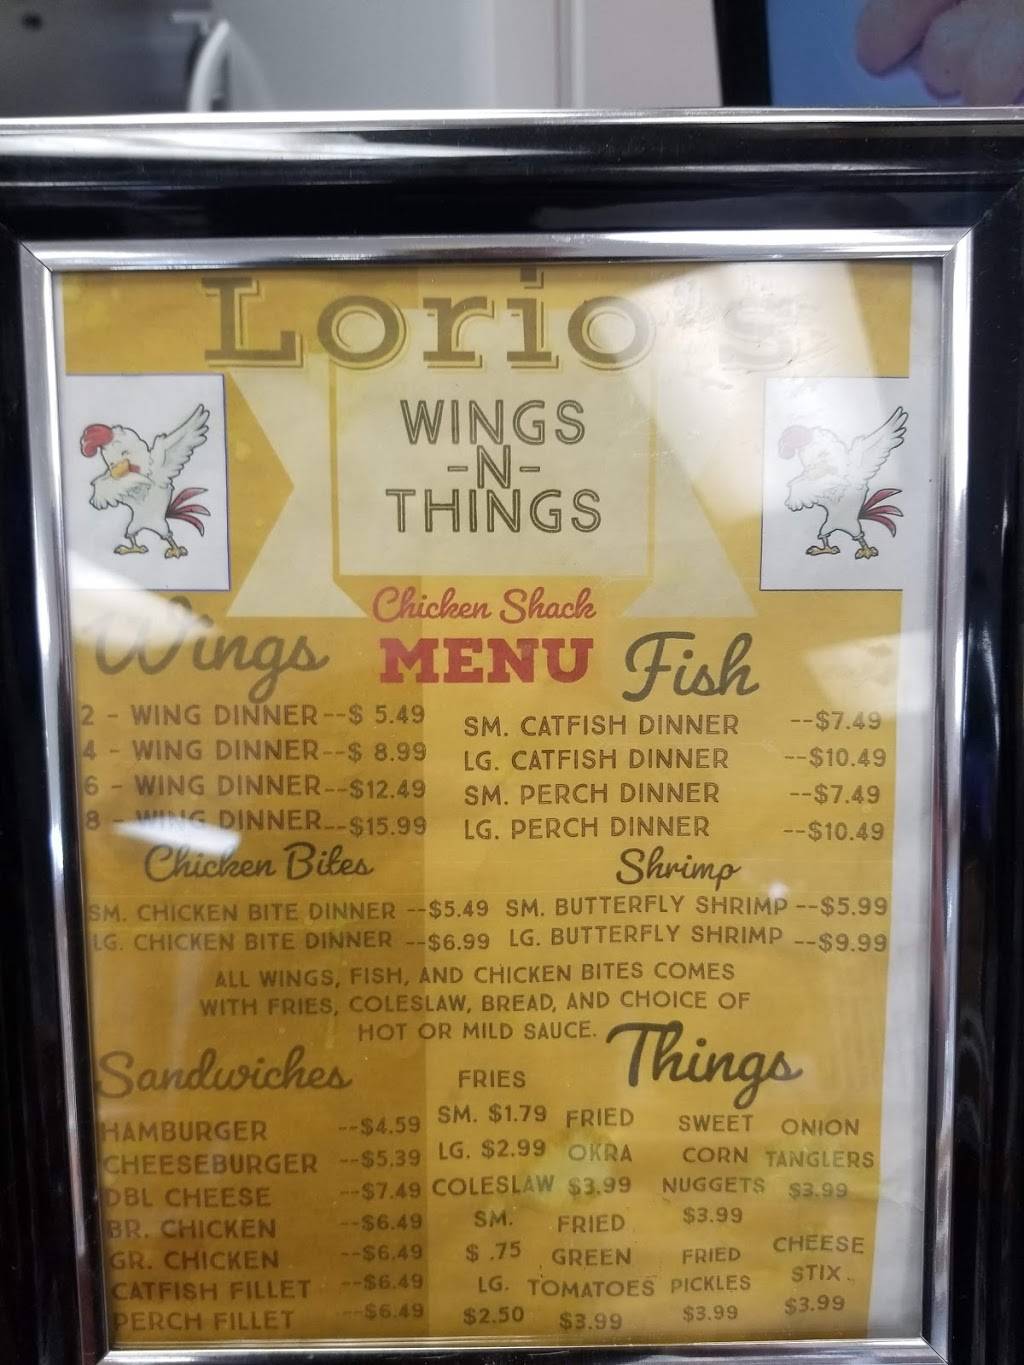 Lorio's
WINGS
-N-
THINGS
Chicken Shack
MENU
Wings
2 - WING DINNER--$ 5.49
4 - WING DINNER--$ 8.99
6 - WING DINNER--$12.49
8 - WING DINNER--$15.99
Fish
SM. CATFISH DINNER --$7.49
LG. CATFISH DINNER --$10.49
SM. PERCH DINNER --$7.49
LG. PERCH DINNER --$10.49
Chicken Bites
SM. CHICKEN BITE DINNER --$5.49
LG. CHICKEN BITE DINNER --$6.99
Shrimp
SM. BUTTERFLY SHRIMP --$5.99
LG. BUTTERFLY SHRIMP --$9.99
ALL WINGS, FISH, AND CHICKEN BITES COMES
WITH FRIES, COLESLAW, BREAD, AND CHOICE OF
HOT OR MILD SAUCE.
Sandwiches
HAMBURGER --$4.59
CHEESEBURGER --$5.39
DBL CHEESE --$7.49
BR. CHICKEN --$6.49
GR. CHICKEN --$6.49
CATFISH FILLET --$6.49
PERCH FILLET --$6.49
Things
FRIES
SM. $1.79
LG. $2.99
COLESLAW
SM.
$ .75
LG.
$2.50
FRIED
OKRA
$3.99
FRIED
GREEN
TOMATOES
$3.99
SWEET
CORN
NUGGETS
$3.99
FRIED
PICKLES
$3.99
ONION
TANGLERS
$3.99
CHEESE
STIX.
$3.99